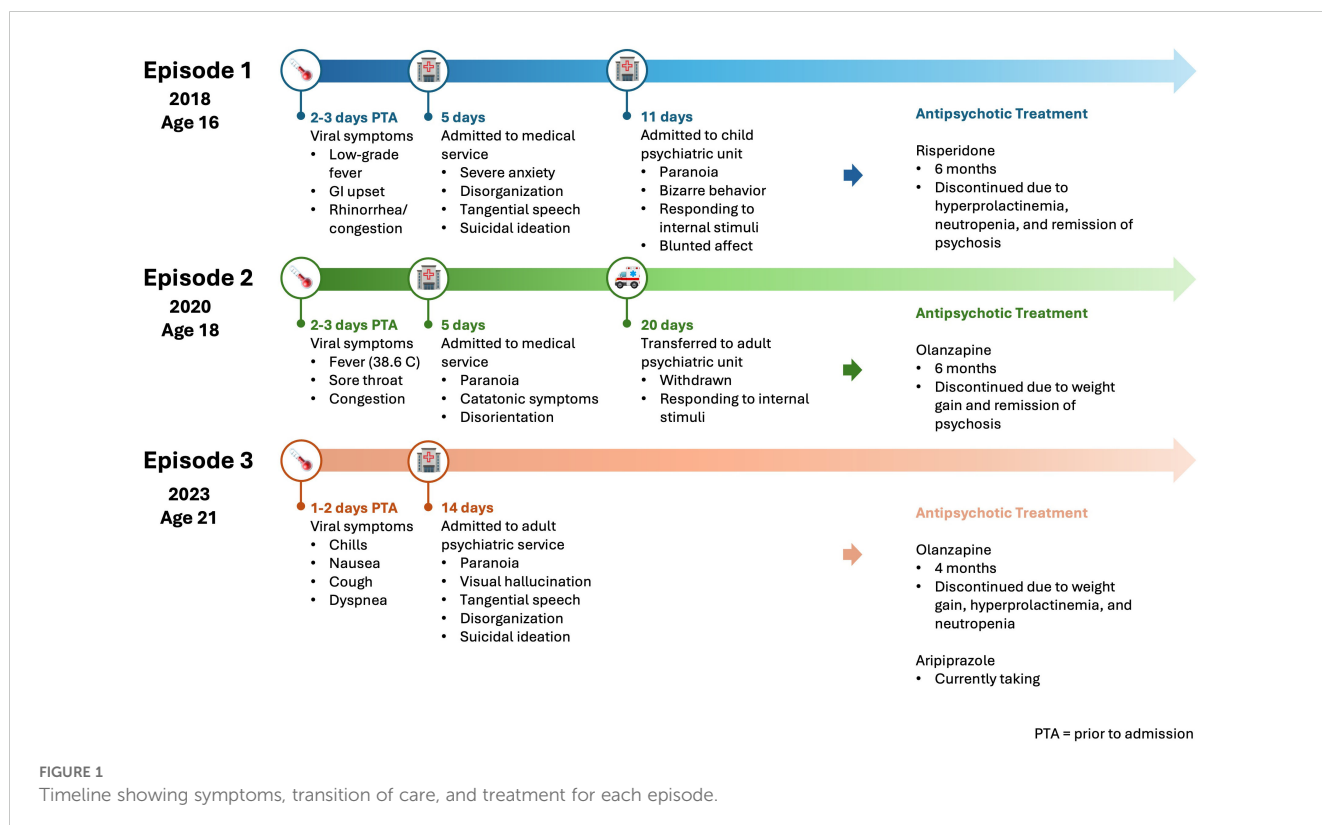 Episode 1
2018
Age 16
2-3 days PTA
Viral symptoms
• Low-grade
fever
• GI upset
• Rhinorrhea/
congestion
5 days
Admitted to medical
service
• Severe anxiety
• Disorganization
• Tangential speech
• Suicidal ideation
11 days
Admitted to child
psychiatric unit
• Paranoia
• Bizarre behavior
• Responding to
internal stimuli
• Blunted affect
Antipsychotic Treatment
Risperidone
• 6 months
• Discontinued due to
hyperprolactinemia,
neutropenia, and remission of
psychosis
Episode 2
2020
Age 18
2-3 days PTA
Viral symptoms
• Fever (38.6 C)
• Sore throat
• Congestion
5 days
Admitted to medical
service
• Paranoia
• Catatonic symptoms
• Disorientation
20 days
Transferred to adult
psychiatric unit
• Withdrawn
• Responding to internal
stimuli
Antipsychotic Treatment
Olanzapine
• 6 months
• Discontinued due to weight
gain and remission of
psychosis
Episode 3
2023
Age 21
1-2 days PTA
Viral symptoms
• Chills
• Nausea
• Cough
• Dyspnea
14 days
Admitted to adult
psychiatric service
• Paranoia
• Visual hallucination
• Tangential speech
• Disorganization
• Suicidal ideation
Antipsychotic Treatment
Olanzapine
• 4 months
• Discontinued due to weight
gain, hyperprolactinemia, and
neutropenia
Aripiprazole
• Currently taking
PTA = prior to admission
FIGURE 1
Timeline showing symptoms, transition of care, and treatment for each episode.